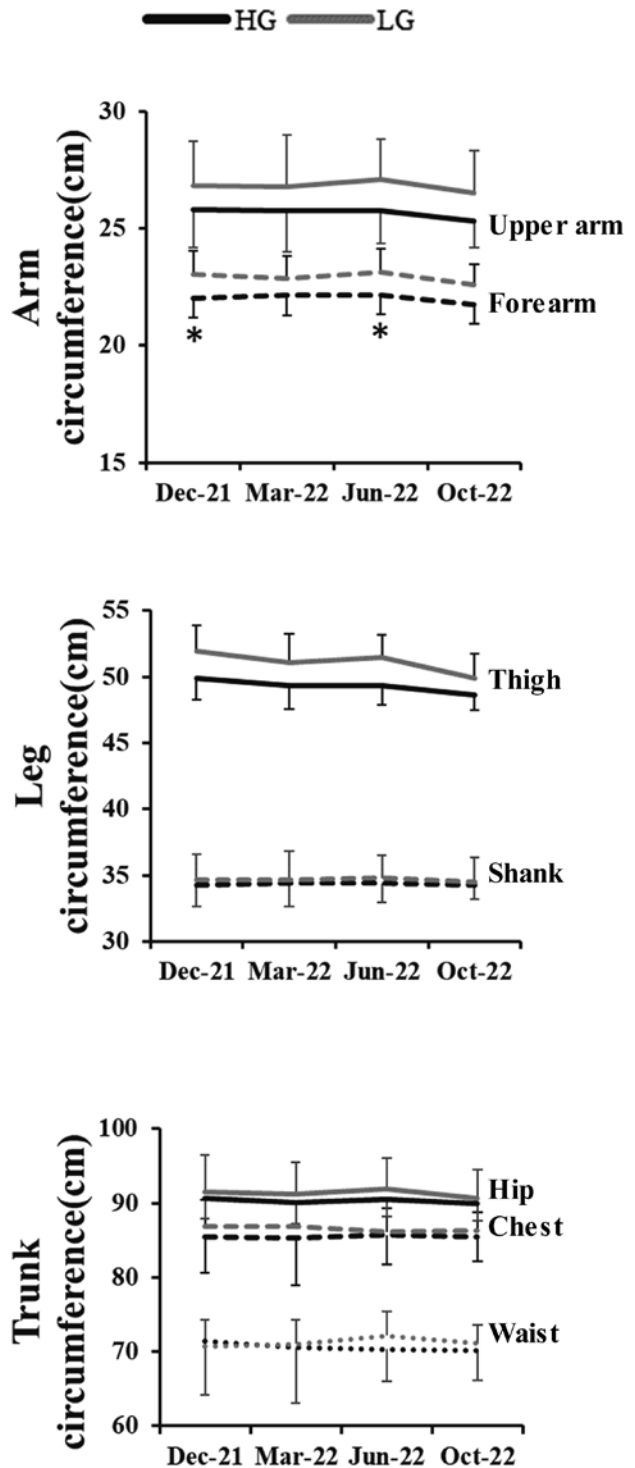 HG LG
Arm
circumference(cm)
30
25
20
15
Upper arm
Forearm
*
*
Dec-21 Mar-22 Jun-22 Oct-22
Leg
circumference(cm)
55
50
45
40
35
30
Thigh
Shank
Dec-21 Mar-22 Jun-22 Oct-22
Trunk
circumference(cm)
100
90
80
70
60
Hip
Chest
Waist
Dec-21 Mar-22 Jun-22 Oct-22